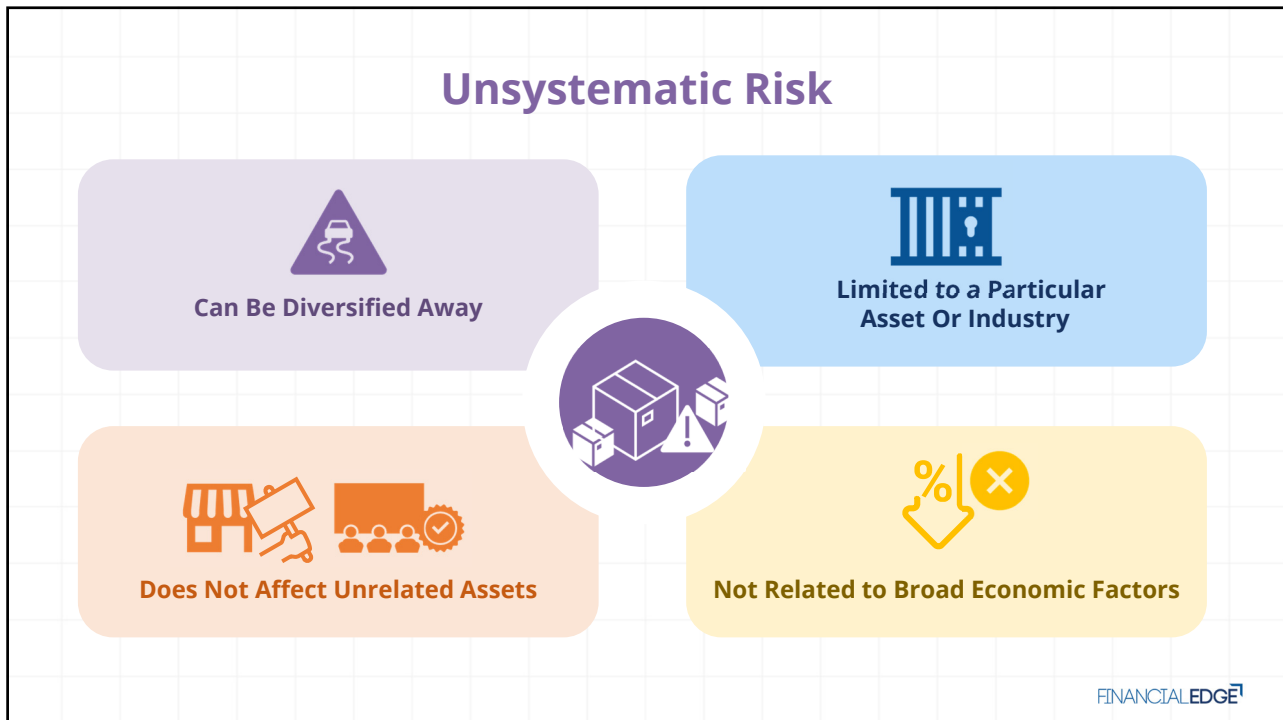 Unsystematic Risk
Can Be Diversified Away
Limited to a Particular
Asset Or Industry
%
Does Not Affect Unrelated Assets
Not Related to Broad Economic Factors
FINANCIALEDGE